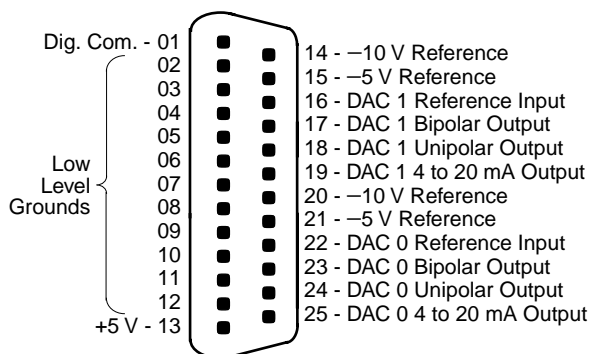 Dig. Com. - 01
02
03
04
05
06
07
08
09
10
11
12
+5 V - 13
Low
Level
Grounds
14 - –10 V Reference
15 - –5 V Reference
16 - DAC 1 Reference Input
17 - DAC 1 Bipolar Output
18 - DAC 1 Unipolar Output
19 - DAC 1 4 to 20 mA Output
20 - –10 V Reference
21 - –5 V Reference
22 - DAC 0 Reference Input
23 - DAC 0 Bipolar Output
24 - DAC 0 Unipolar Output
25 - DAC 0 4 to 20 mA Output